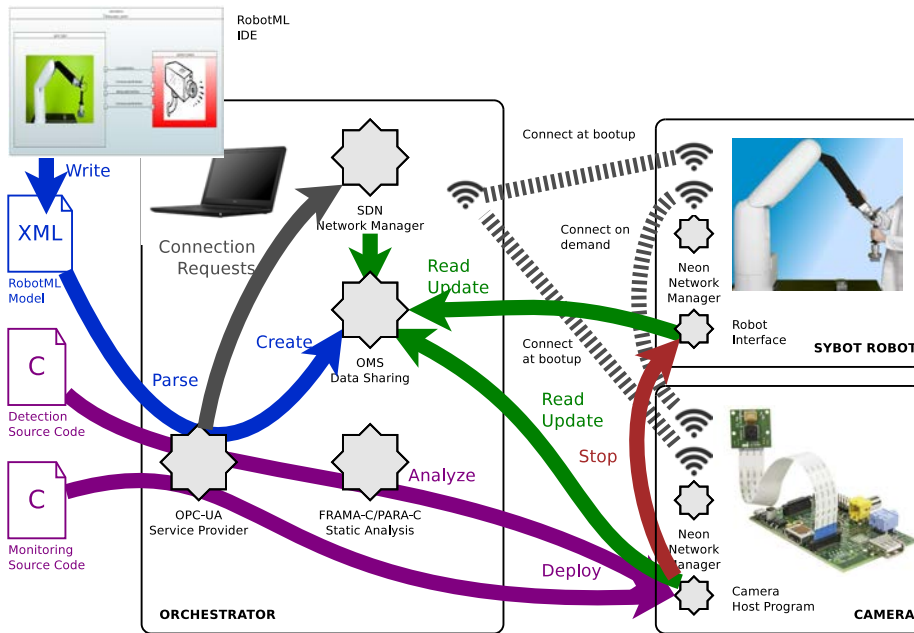 RobotML
IDE
Write
XML
RobotML
Model
C
Detection
Source Code
C
Monitoring
Source Code
Parse
Create
Connection
Requests
SDN
Network Manager
Read
Update
OMS
Data Sharing
OPC-UA
Service Provider
FRAMA-C/PARA-C
Static Analysis
Analyze
Deploy
ORCHESTRATOR
Connect at bootup
Connect on
demand
Connect
at bootup
Read
Update
Stop
Neon
Network
Manager
Robot
Interface
SYBOT ROBOT
Neon
Network
Manager
Camera
Host Program
CAMERA